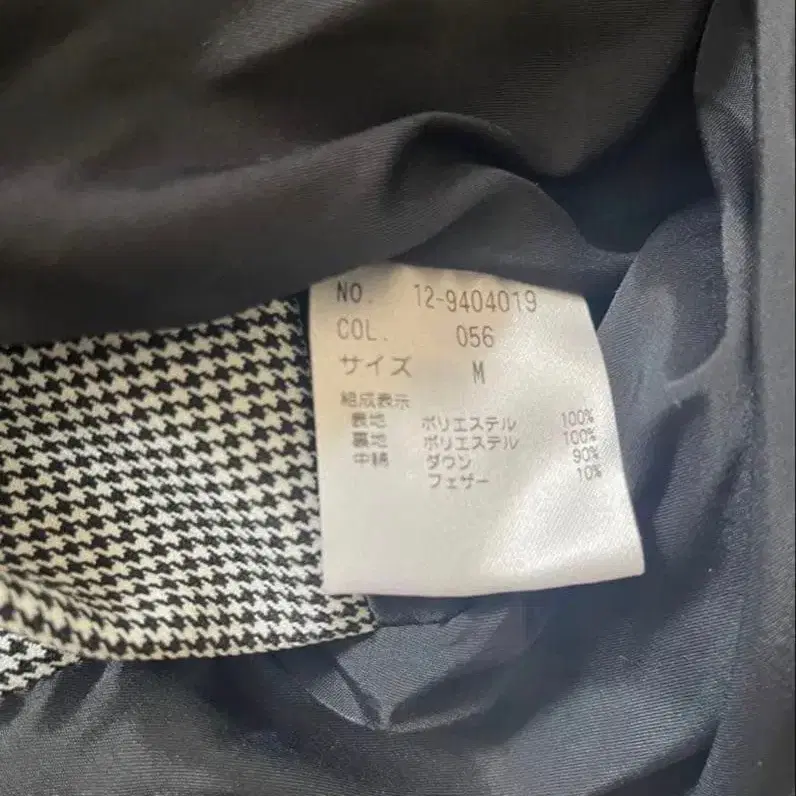 NO. 12-9404019
COL. 056
サイズ M
組成表示
表地 ポリエステル 100%
裏地 ポリエステル 100%
中綿 ダウン 90%
フェザー 10%